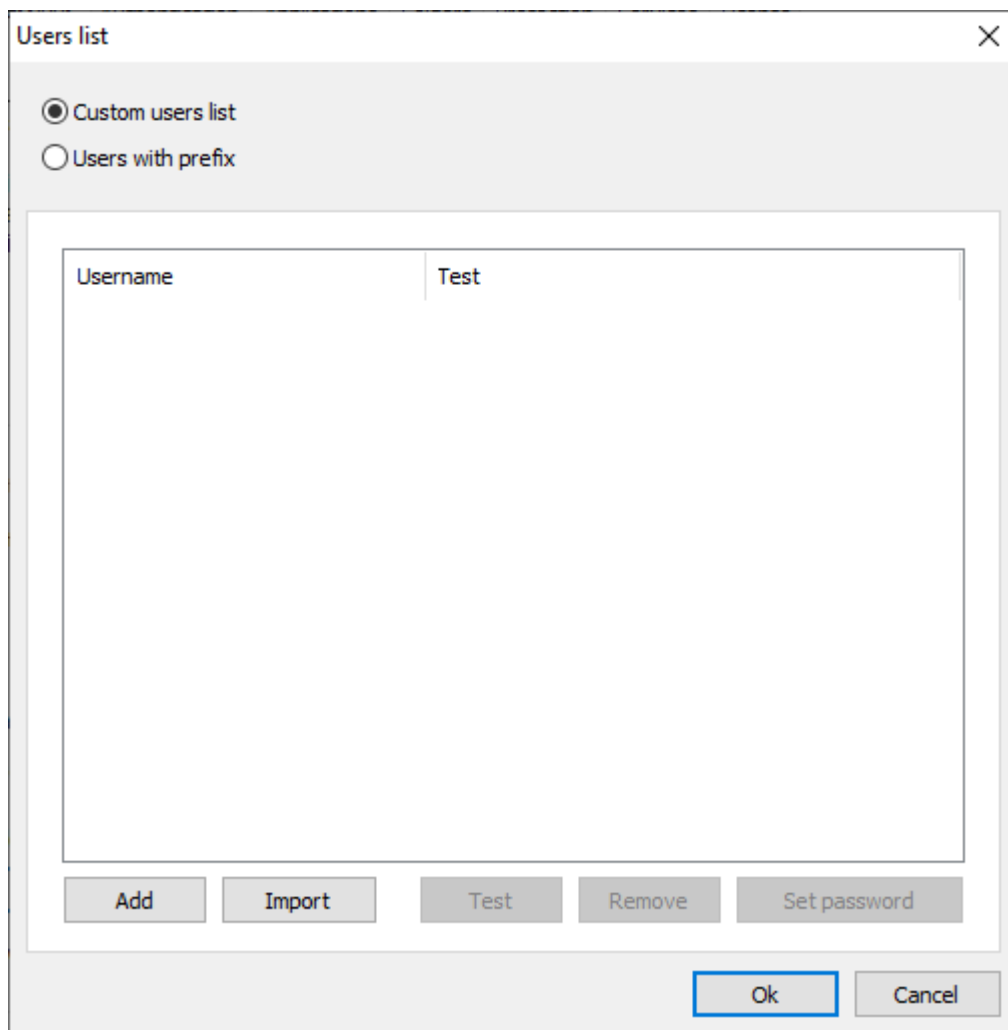 Users list
Custom users list
Users with prefix
Username Test
Add Import Test Remove Set password
Ok Cancel